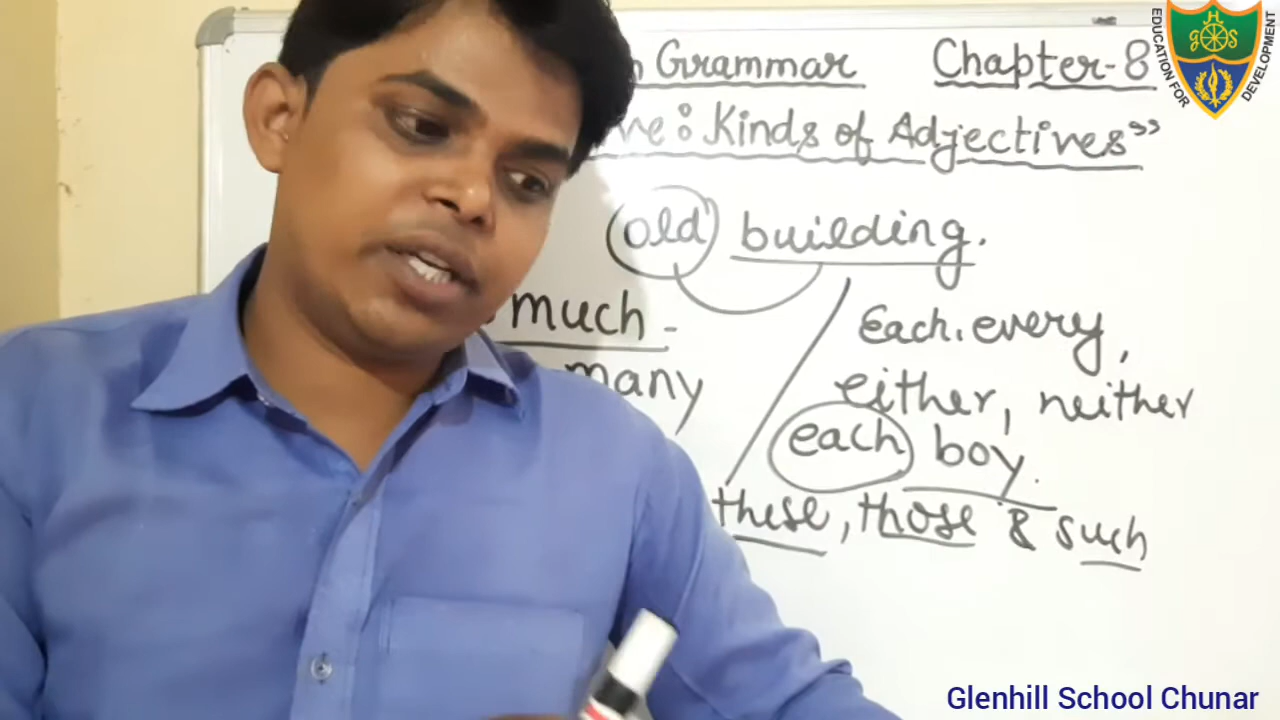 Grammar Chapter-8
: Kinds of Adjectives”
old building.
much -
many
Each, every,
either, neither
each boy.
these, those & such
EDUCATION FOR DEVELOPMENT
G H S
Glenhill School Chunar